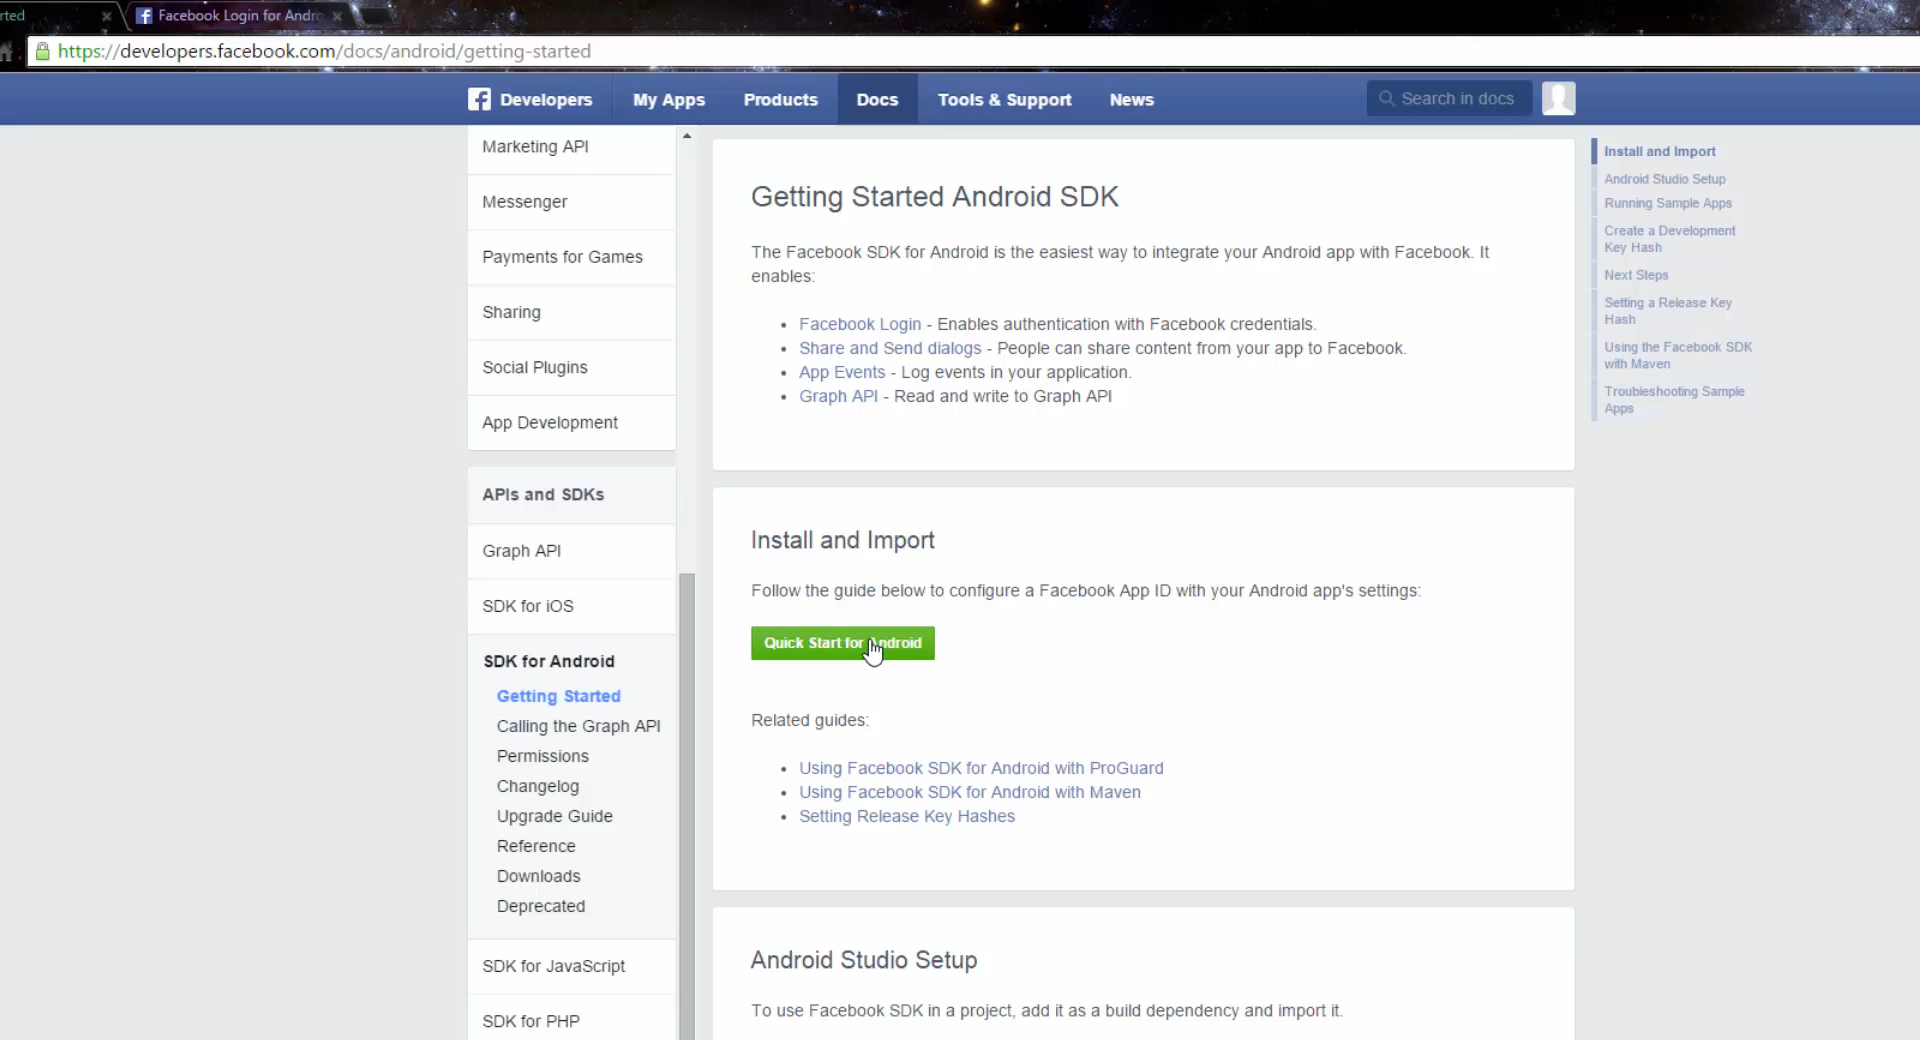 rted
Facebook Login for Andro
https://developers.facebook.com/docs/android/getting-started
Developers
My Apps
Products
Docs
Tools & Support
News
Search in docs
Marketing API
Messenger
Payments for Games
Sharing
Social Plugins
App Development
APIs and SDKs
Graph API
SDK for iOS
SDK for Android
Getting Started
Calling the Graph API
Permissions
Changelog
Upgrade Guide
Reference
Downloads
Deprecated
SDK for JavaScript
SDK for PHP
Getting Started Android SDK
The Facebook SDK for Android is the easiest way to integrate your Android app with Facebook. It
enables:
• Facebook Login - Enables authentication with Facebook credentials.
• Share and Send dialogs - People can share content from your app to Facebook.
• App Events - Log events in your application.
• Graph API - Read and write to Graph API
Install and Import
Follow the guide below to configure a Facebook App ID with your Android app's settings:
Quick Start for Android
Related guides:
• Using Facebook SDK for Android with ProGuard
• Using Facebook SDK for Android with Maven
• Setting Release Key Hashes
Android Studio Setup
To use Facebook SDK in a project, add it as a build dependency and import it.
Install and Import
Android Studio Setup
Running Sample Apps
Create a Development
Key Hash
Next Steps
Setting a Release Key
Hash
Using the Facebook SDK
with Maven
Troubleshooting Sample
Apps